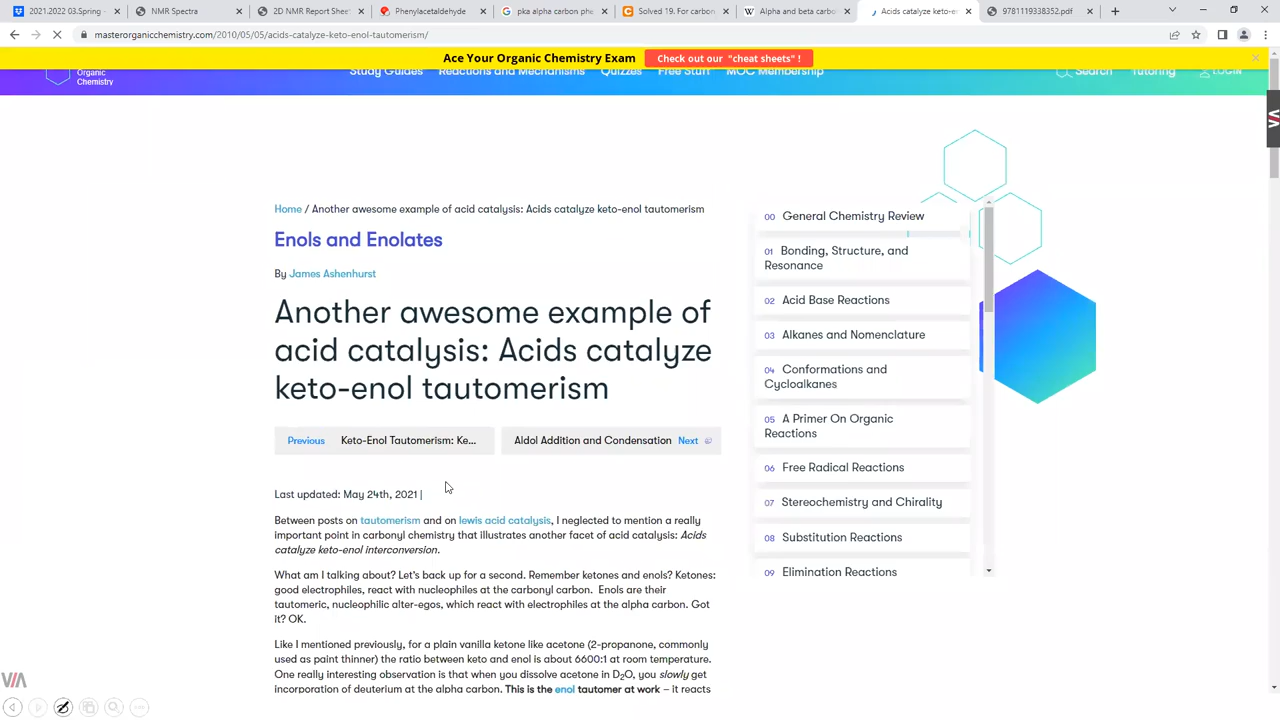 2021.2022 03.Spring -
NMR Spectra
2D NMR Report Shee
Phenylacetaldehyde
pka alpha carbon phe
Solved 19. For carbon
Alpha and beta carbo
Acids catalyze keto-en
9781119338352.pdf
masterorganicchemistry.com/2010/05/05/acids-catalyze-keto-enol-tautomerism/
Ace Your Organic Chemistry Exam Check out our "cheat sheets" !
Organic
Chemistry
Study Guides Reactions and Mechanisms Quizzes Free Stuff MOC Membership Search Tutoring LOGIN
Home / Another awesome example of acid catalysis: Acids catalyze keto-enol tautomerism
Enols and Enolates
By James Ashenhurst
Another awesome example of
acid catalysis: Acids catalyze
keto-enol tautomerism
Previous Keto-Enol Tautomerism: Ke...
Aldol Addition and Condensation Next
Last updated: May 24th, 2021 |
Between posts on tautomerism and on lewis acid catalysis, I neglected to mention a really
important point in carbonyl chemistry that illustrates another facet of acid catalysis: Acids
catalyze keto-enol interconversion.
What am I talking about? Let's back up for a second. Remember ketones and enols? Ketones:
good electrophiles, react with nucleophiles at the carbonyl carbon. Enols are their
tautomeric, nucleophilic alter-egos, which react with electrophiles at the alpha carbon. Got
it? OK.
Like I mentioned previously, for a plain vanilla ketone like acetone (2-propanone, commonly
used as paint thinner) the ratio between keto and enol is about 6600:1 at room temperature.
One really interesting observation is that when you dissolve acetone in D2O, you slowly get
incorporation of deuterium at the alpha carbon. This is the enol tautomer at work – it reacts
00 General Chemistry Review
01 Bonding, Structure, and
Resonance
02 Acid Base Reactions
03 Alkanes and Nomenclature
04 Conformations and
Cycloalkanes
05 A Primer On Organic
Reactions
06 Free Radical Reactions
07 Stereochemistry and Chirality
08 Substitution Reactions
09 Elimination Reactions
VIA
VIA